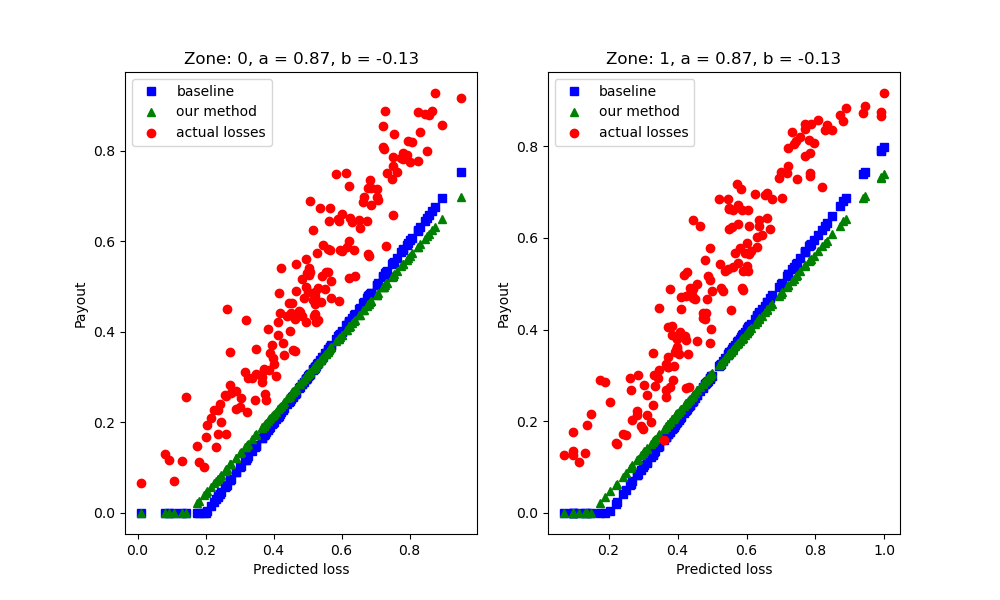 Zone: 0, a = 0.87, b = -0.13
baseline
our method
actual losses
Payout
0.8
0.6
0.4
0.2
0.0
0.0 0.2 0.4 0.6 0.8
Predicted loss
Zone: 1, a = 0.87, b = -0.13
baseline
our method
actual losses
Payout
0.8
0.6
0.4
0.2
0.0
0.2 0.4 0.6 0.8 1.0
Predicted loss